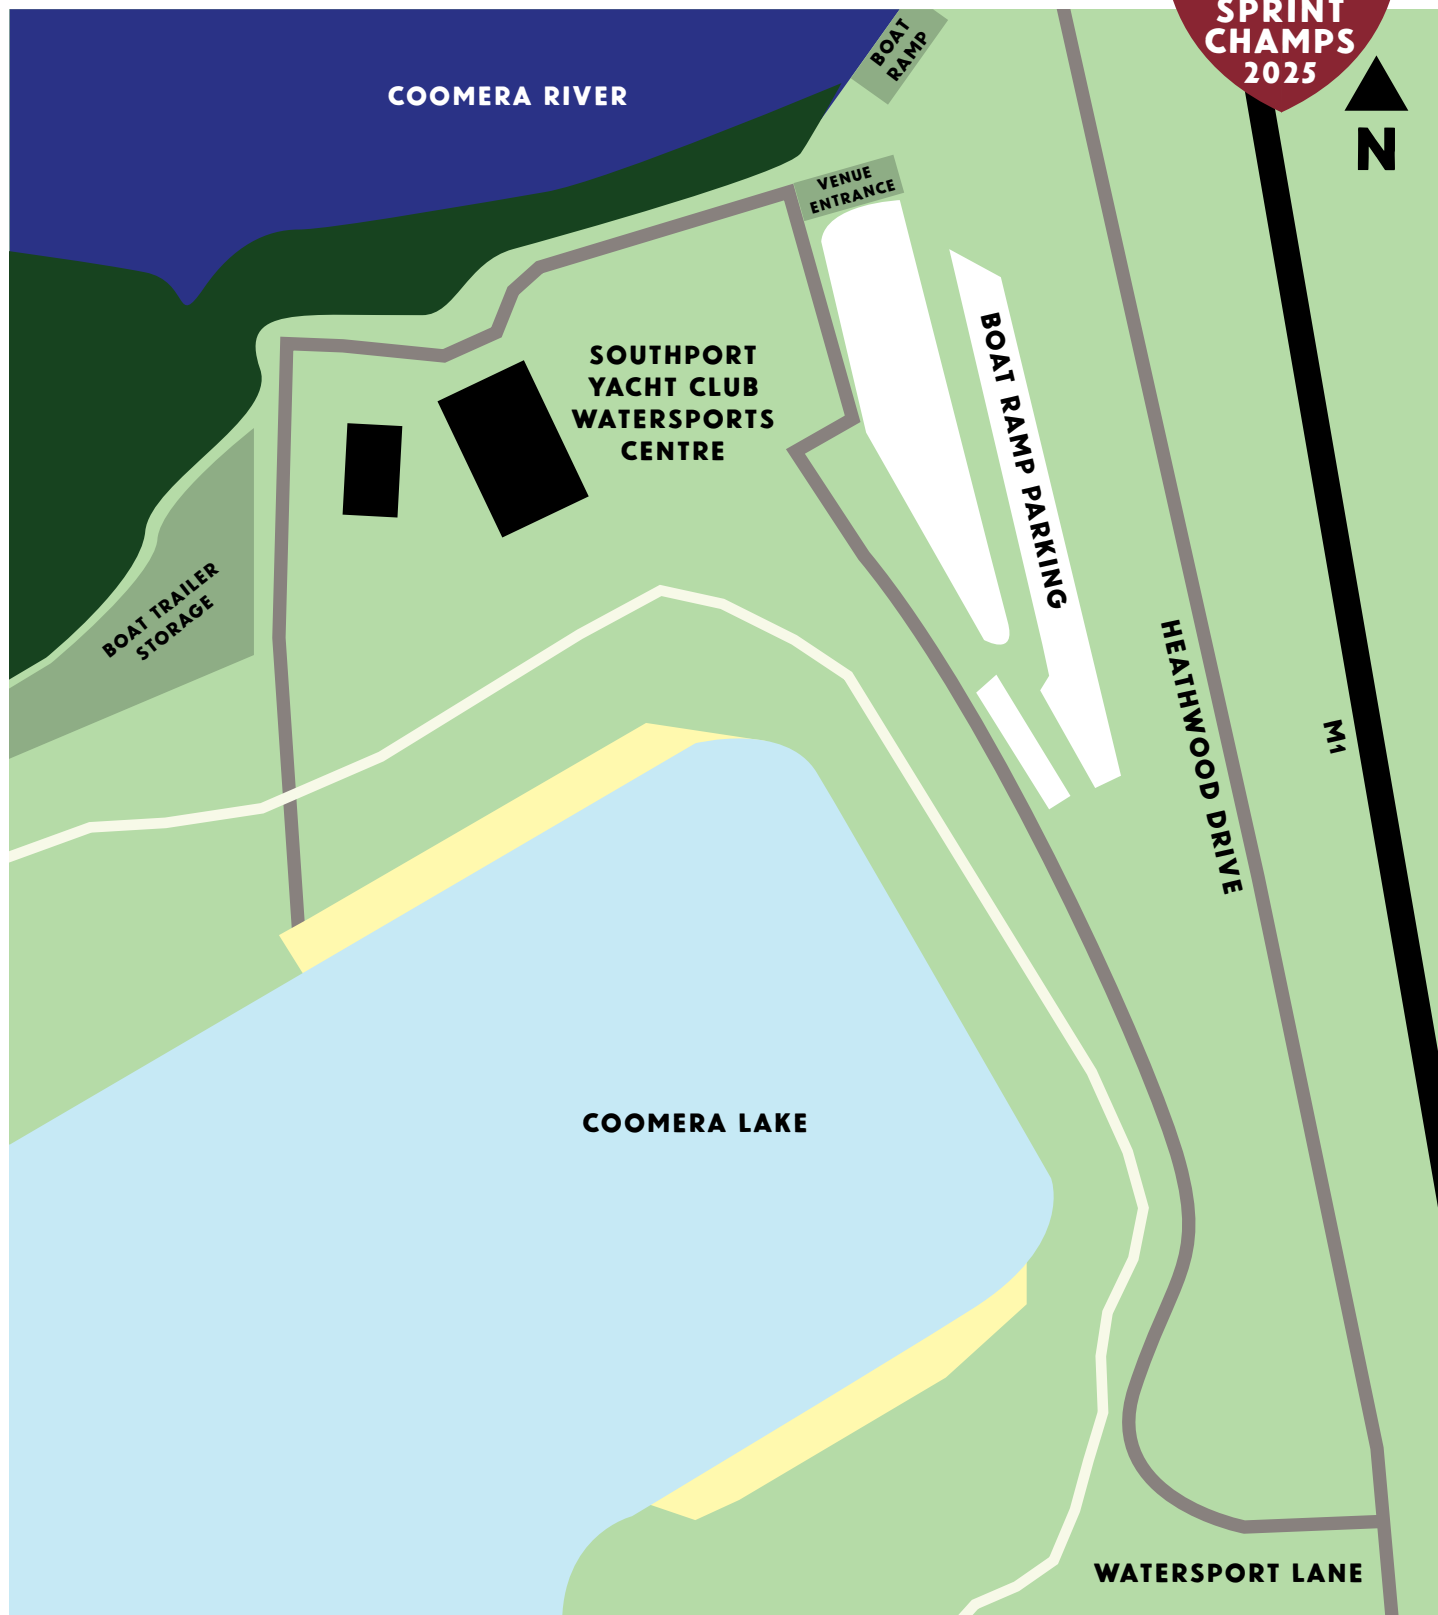 SPRINT
CHAMPS
2025
N
BOAT
RAMP
COOMERA RIVER
VENUE
ENTRANCE
SOUTHPORT
YACHT CLUB
WATERSPORTS
CENTRE
BOAT RAMP PARKING
BOAT TRAILER
STORAGE
HEATHWOOD DRIVE
M1
COOMERA LAKE
WATERSPORT LANE